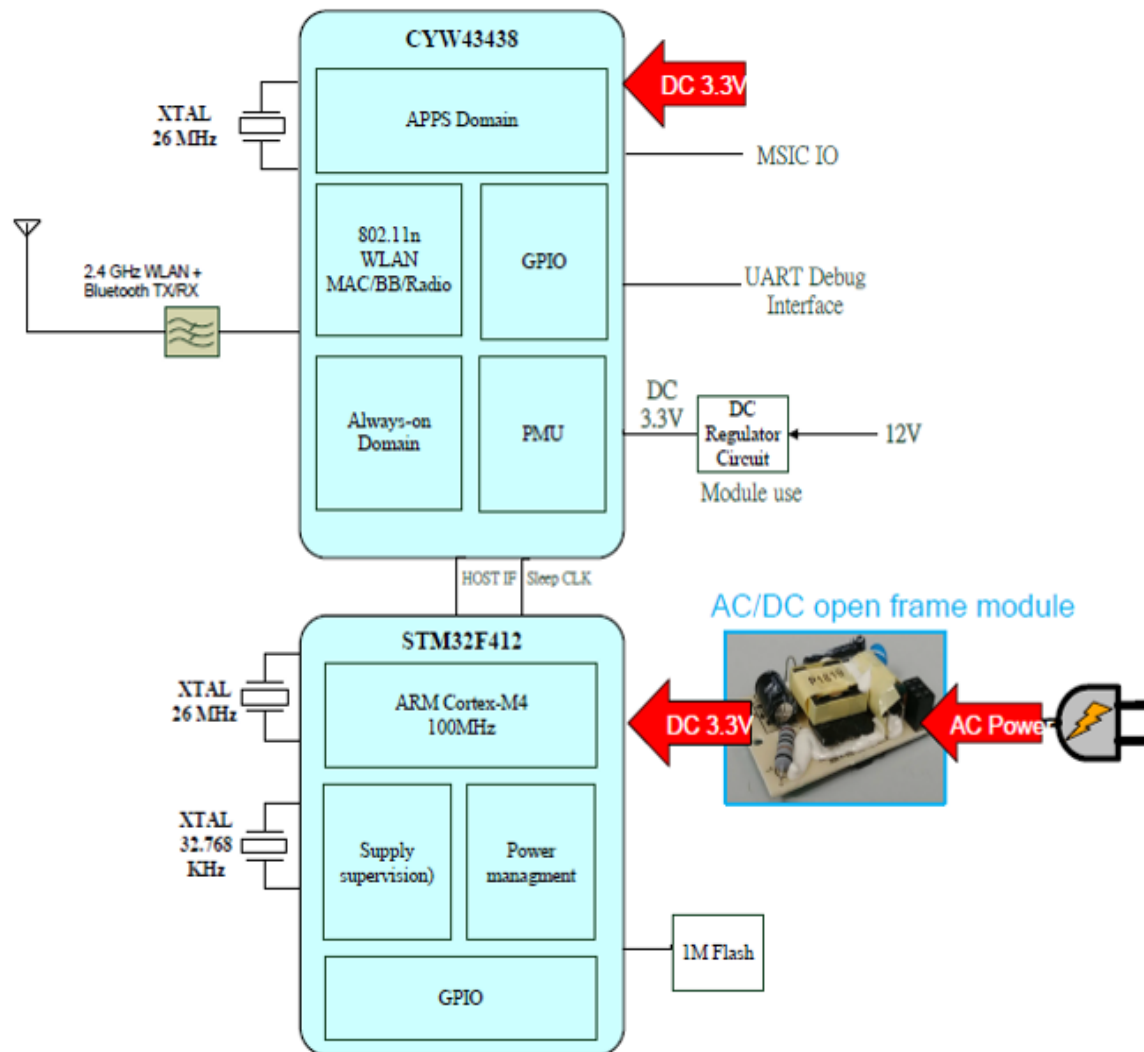 CYW43438
DC 3.3V
XTAL
26 MHz
APPS Domain
MSIC IO
802.11n
WLAN
MAC/BB/Radio
GPIO
2.4 GHz WLAN +
Bluetooth TX/RX
UART Debug
Interface
Always-on
Domain
PMU
DC
3.3V
DC
Regulator
Circuit
12V
Module use
HOST IF
Sleep CLK
AC/DC open frame module
STM32F412
XTAL
26 MHz
ARM Cortex-M4
100MHz
DC 3.3V
P1819
AC Power
XTAL
32.768
KHz
Supply
supervision)
Power
managment
1M Flash
GPIO